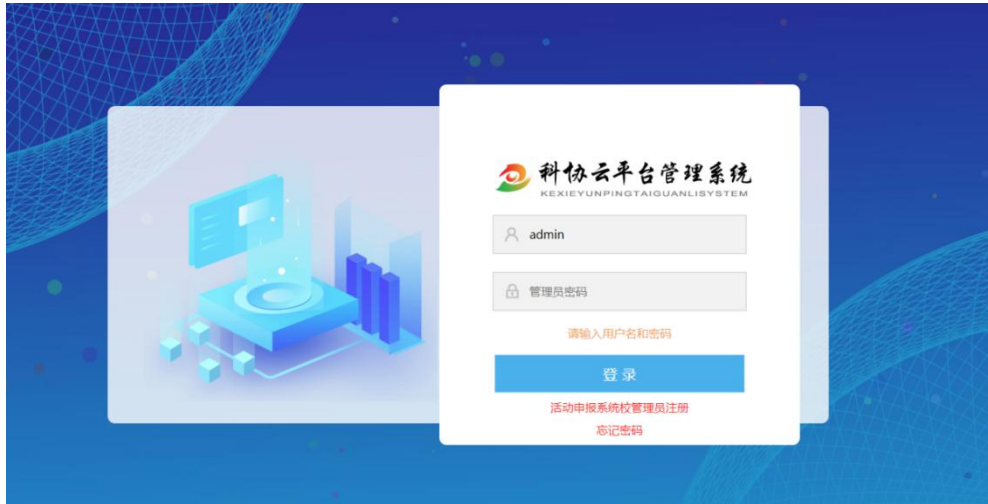 科协云平台管理系统
KEXIEYUNPINGTAIGUANLISYSTEM
admin
管理员密码
请输入用户名和密码
登录
活动申报系统校管理员注册
忘记密码